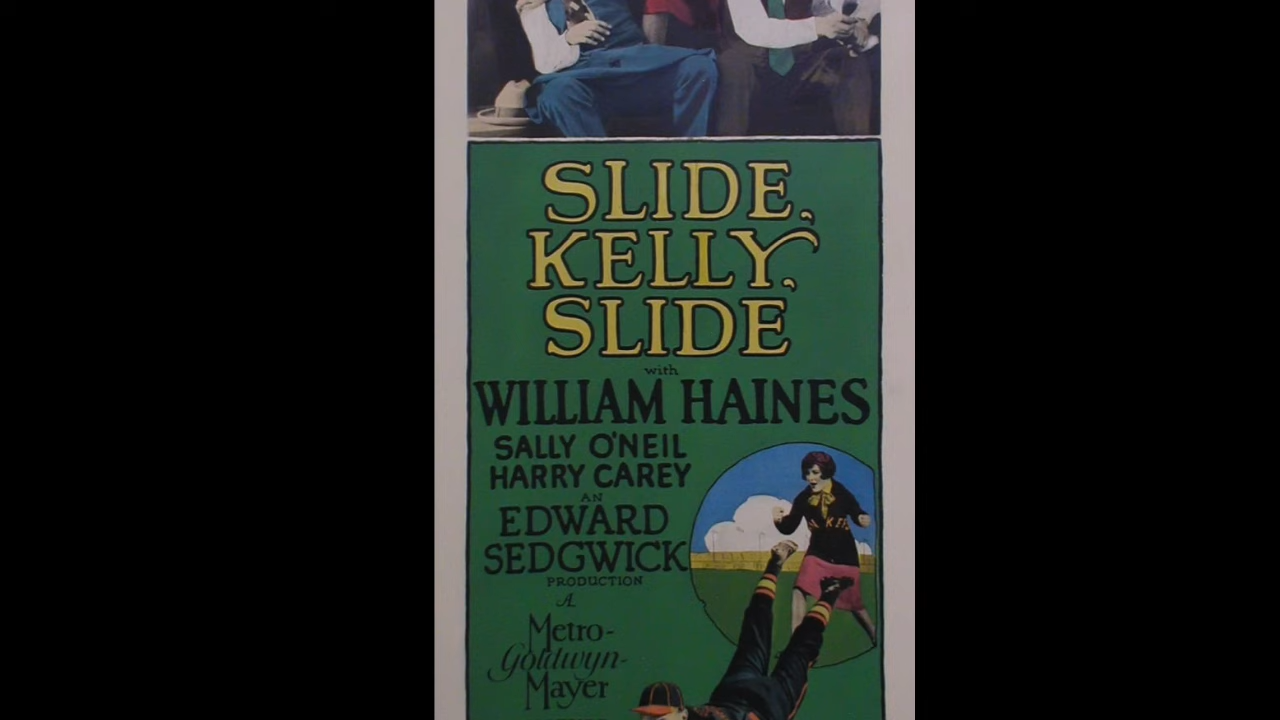 SLIDE,
KELLY,
SLIDE
with
WILLIAM HAINES
SALLY O'NEIL
HARRY CAREY
AN
EDWARD
SEDGWICK
PRODUCTION
A
Metro-
Goldwyn-
Mayer